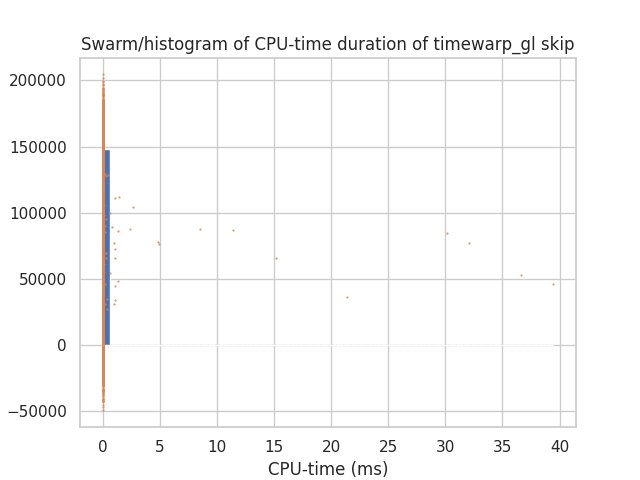 Swarm/histogram of CPU-time duration of timewarp_gl skip
200000
150000
100000
50000
0
−50000
0 5 10 15 20 25 30 35 40
CPU-time (ms)